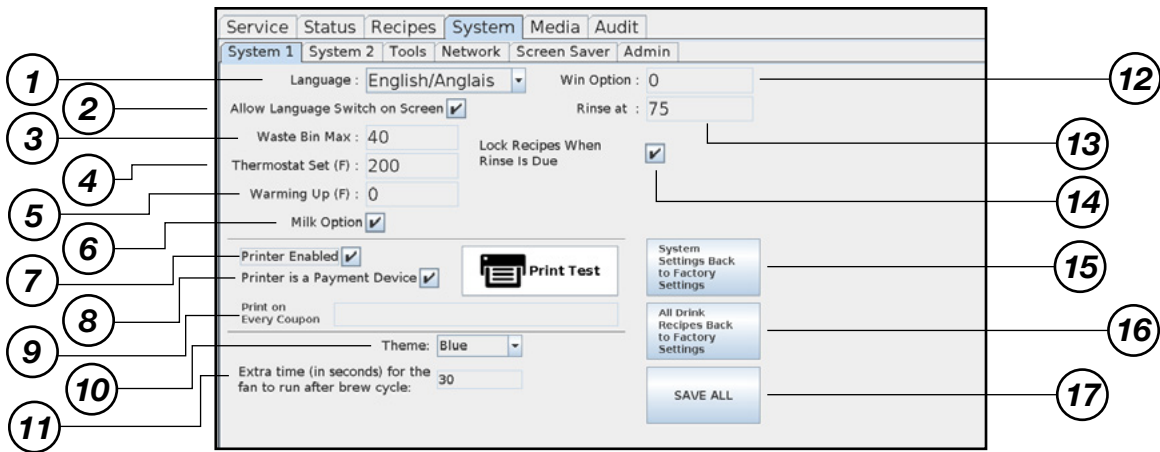 Service Status Recipes System Media Audit
System 1 System 2 Tools Network Screen Saver Admin
1 Language : English/Anglais Win Option : 0 12
2 Allow Language Switch on Screen Rinse at : 75 13
3 Waste Bin Max : 40
Lock Recipes When
Rinse Is Due
14
4 Thermostat Set (F) : 200
5 Warming Up (F) : 0
6 Milk Option
7 Printer Enabled
8 Printer is a Payment Device
Print Test
9 Print on
Every Coupon
10 Theme: Blue
11 Extra time (in seconds) for the
fan to run after brew cycle: 30
System
Settings Back
to Factory
Settings
15
All Drink
Recipes Back
to Factory
Settings
16
SAVE ALL 17